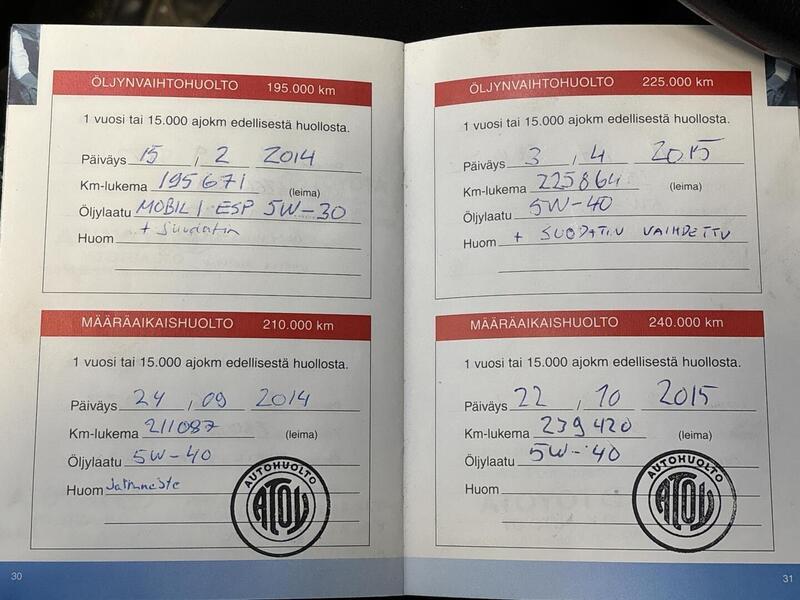 ÖLJYNVAIHTOHUOLTO 195.000 km
1 vuosi tai 15.000 ajokm edellisestä huollosta.
Päiväys 15 , 2 2014
Km-lukema 195671 (leima)
Öljylaatu MOBIL 1 ESP 5W-30
+ Suodatin
Huom
MÄÄRÄAIKAISHUOLTO 210.000 km
1 vuosi tai 15.000 ajokm edellisestä huollosta.
Päiväys 24 , 09 2014
Km-lukema 211087 (leima)
Öljylaatu 5W-40
Huom Jarruneste
AUTOHUOLTO
ATOY
30
ÖLJYNVAIHTOHUOLTO 225.000 km
1 vuosi tai 15.000 ajokm edellisestä huollosta.
Päiväys 3 , 4 2015
Km-lukema 225864 (leima)
Öljylaatu 5W-40
Huom + SUODATIN VAIHDETTU
MÄÄRÄAIKAISHUOLTO 240.000 km
1 vuosi tai 15.000 ajokm edellisestä huollosta.
Päiväys 22 , 10 2015
Km-lukema 239420 (leima)
Öljylaatu 5W-40
Huom
AUTOHUOLTO
ATOY
31